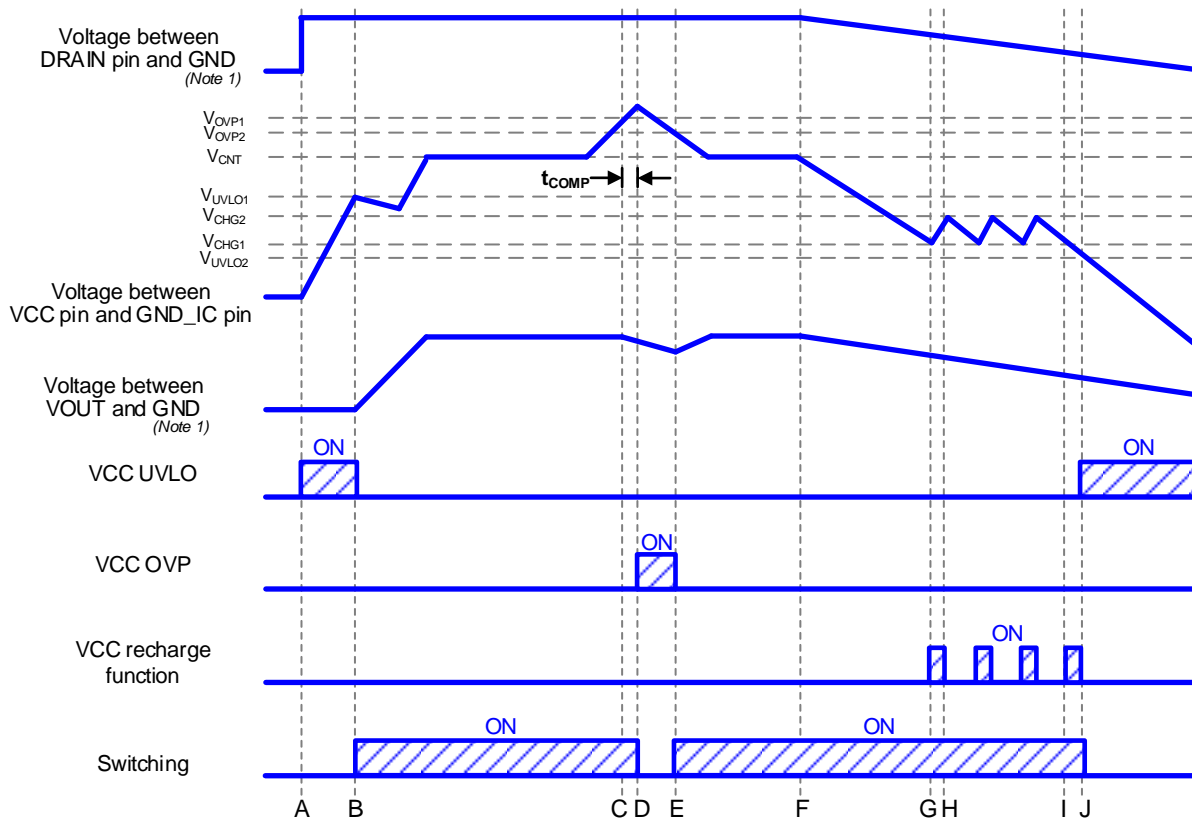 Voltage between
DRAIN pin and GND
(Note 1)
VOVP1
VOVP2
VCNT
tCOMP
VUVLO1
VCHG2
VCHG1
VUVLO2
Voltage between
VCC pin and GND_IC pin
Voltage between
VOUT and GND
(Note 1)
ON
ON
VCC UVLO
ON
VCC OVP
VCC recharge
function
ON
ON
ON
Switching
A B C D E F G H I J